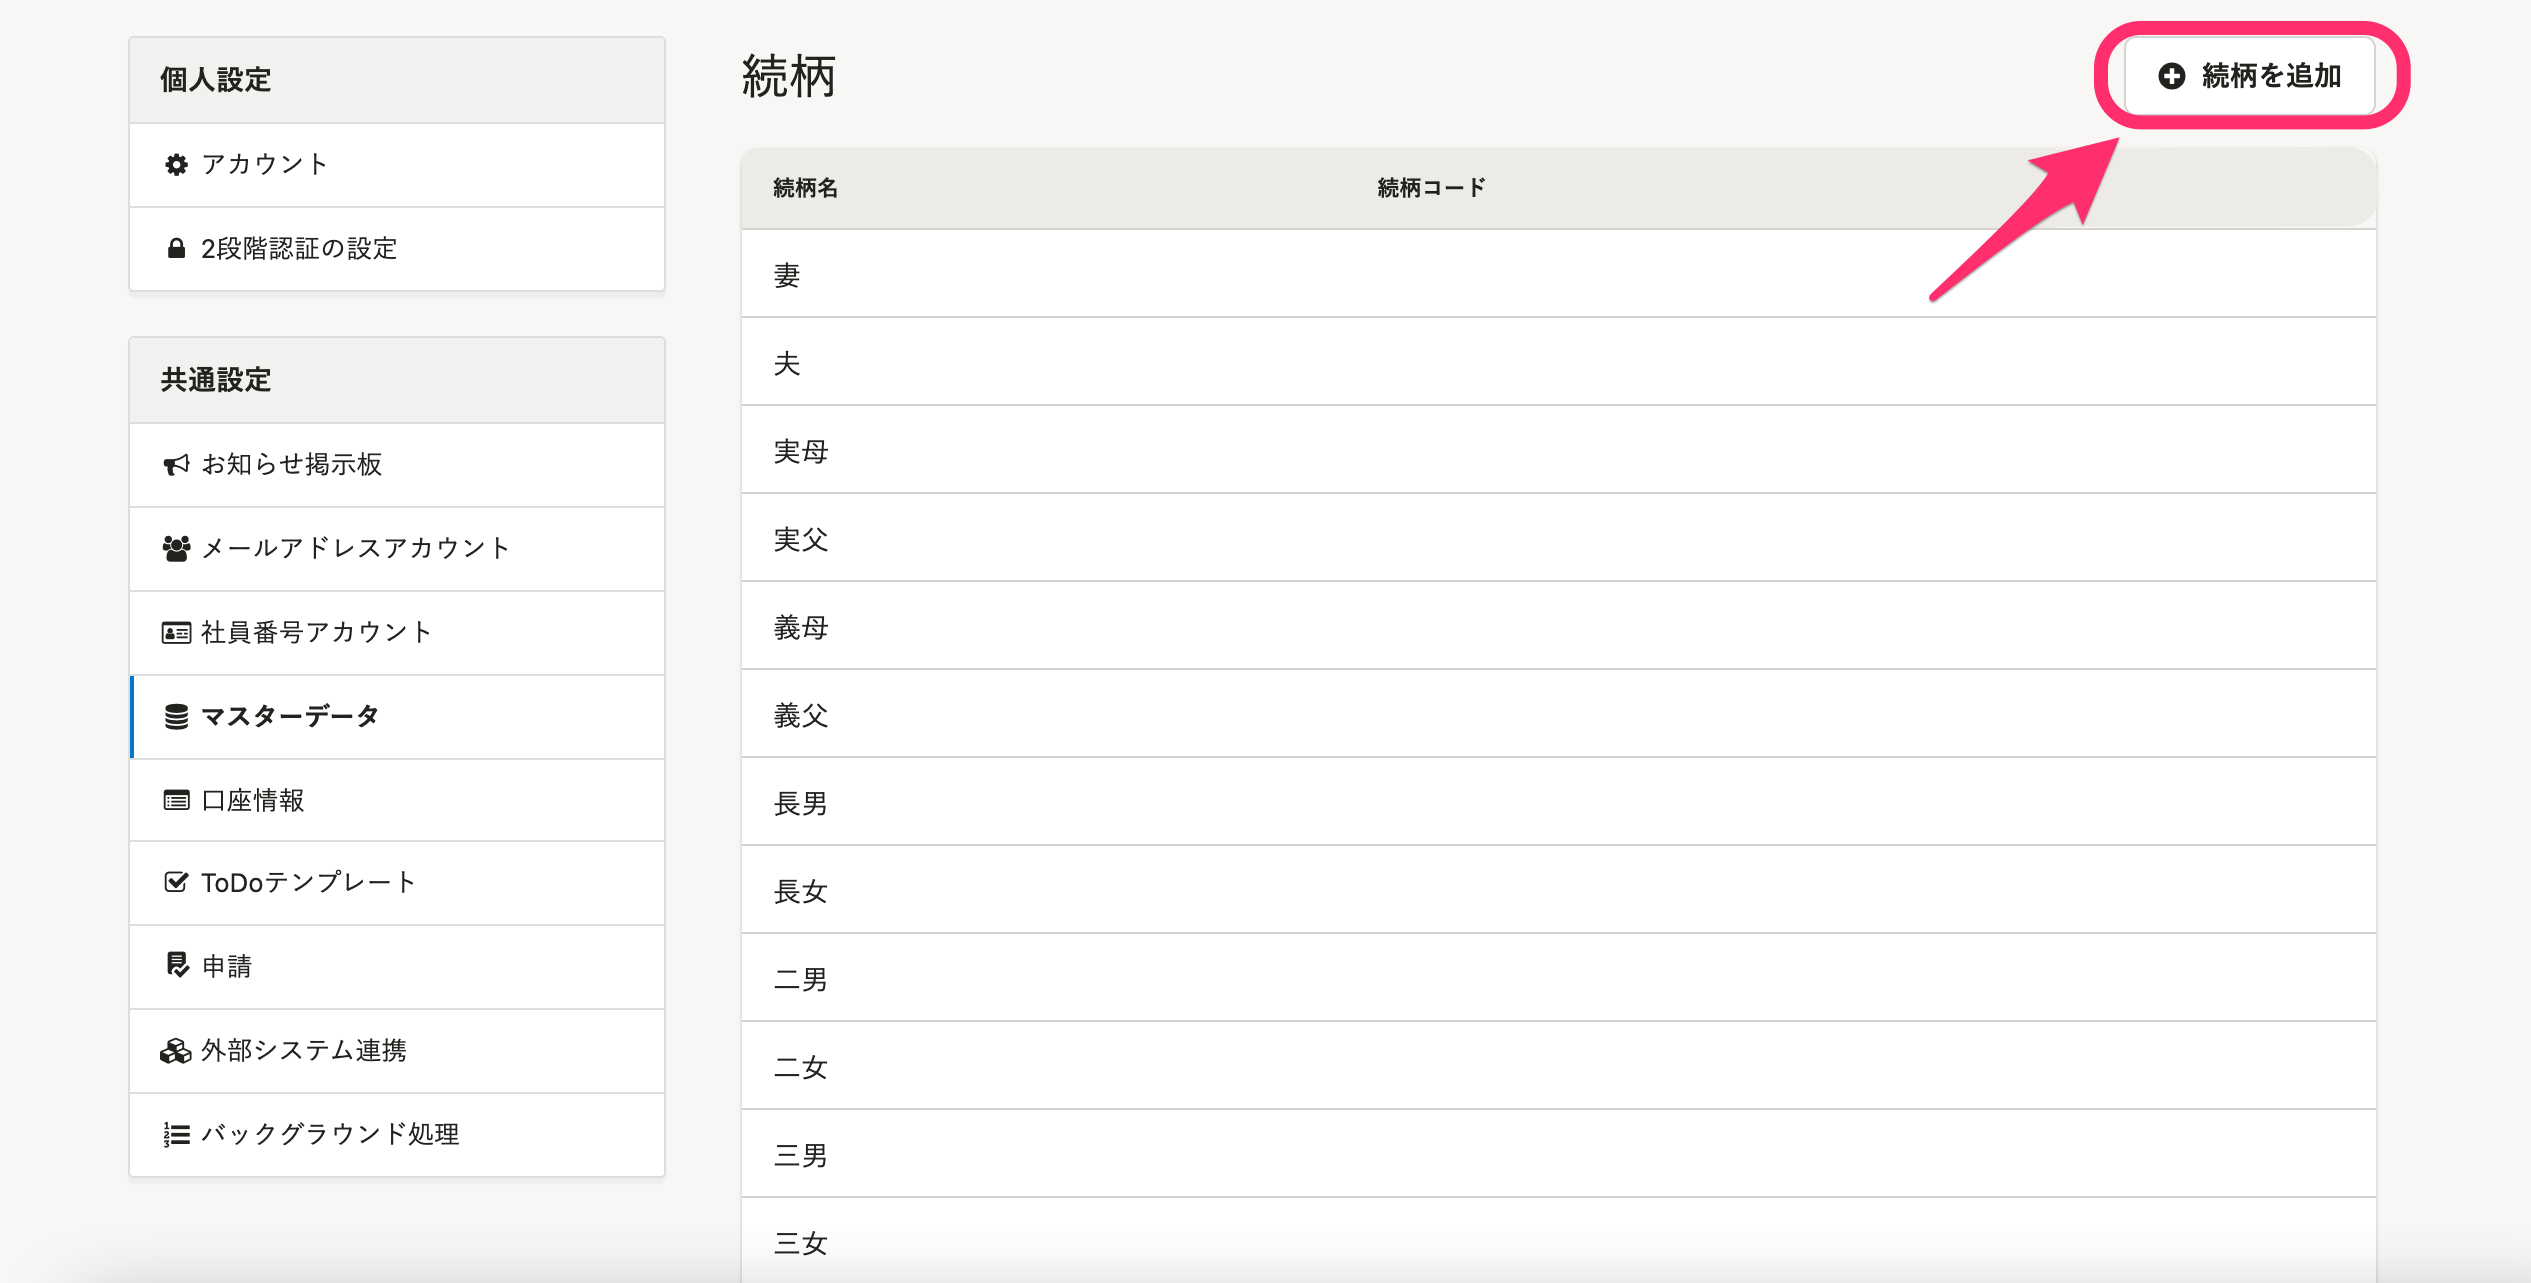 個人設定
アカウント
2段階認証の設定
共通設定
お知らせ掲示板
メールアドレスアカウント
社員番号アカウント
マスターデータ
口座情報
ToDoテンプレート
申請
外部システム連携
バックグラウンド処理
続柄
続柄を追加
続柄名 続柄コード
妻
夫
実母
実父
義母
義父
長男
長女
二男
二女
三男
三女